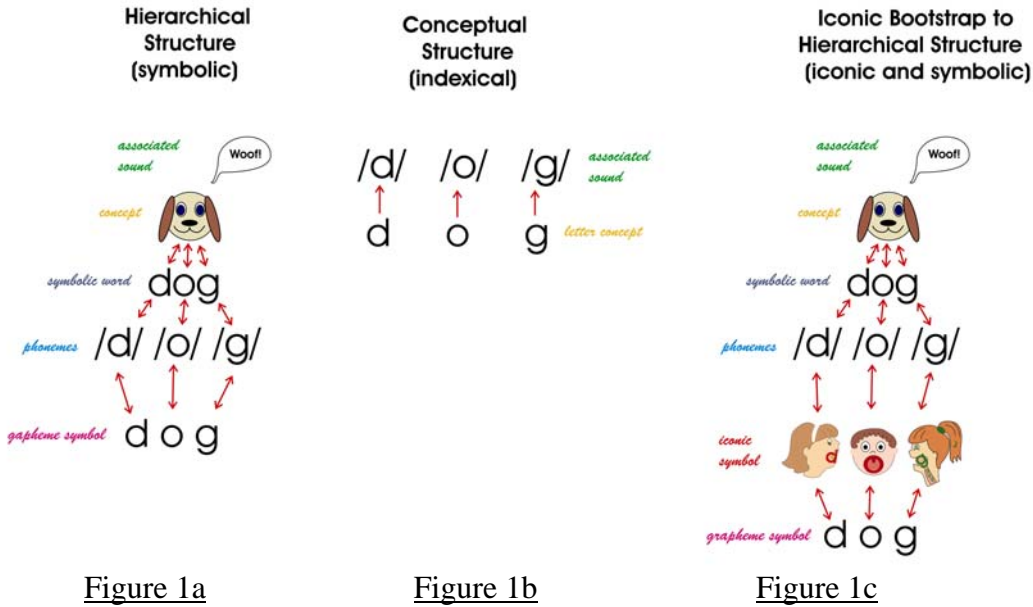 Hierarchical
Structure
(symbolic)
associated
sound
Woof!
concept
symbolic word
dog
phonemes
/d/ /o/ /g/
gapheme symbol
d o g
Figure 1a
Conceptual
Structure
(indexical)
/d/ /o/ /g/
associated
sound
d o g
letter concept
Figure 1b
Iconic Bootstrap to
Hierarchical Structure
(iconic and symbolic)
associated
sound
Woof!
concept
symbolic word
dog
phonemes
/d/ /o/ /g/
iconic
symbol
d
o
g
grapheme symbol
d o g
Figure 1c